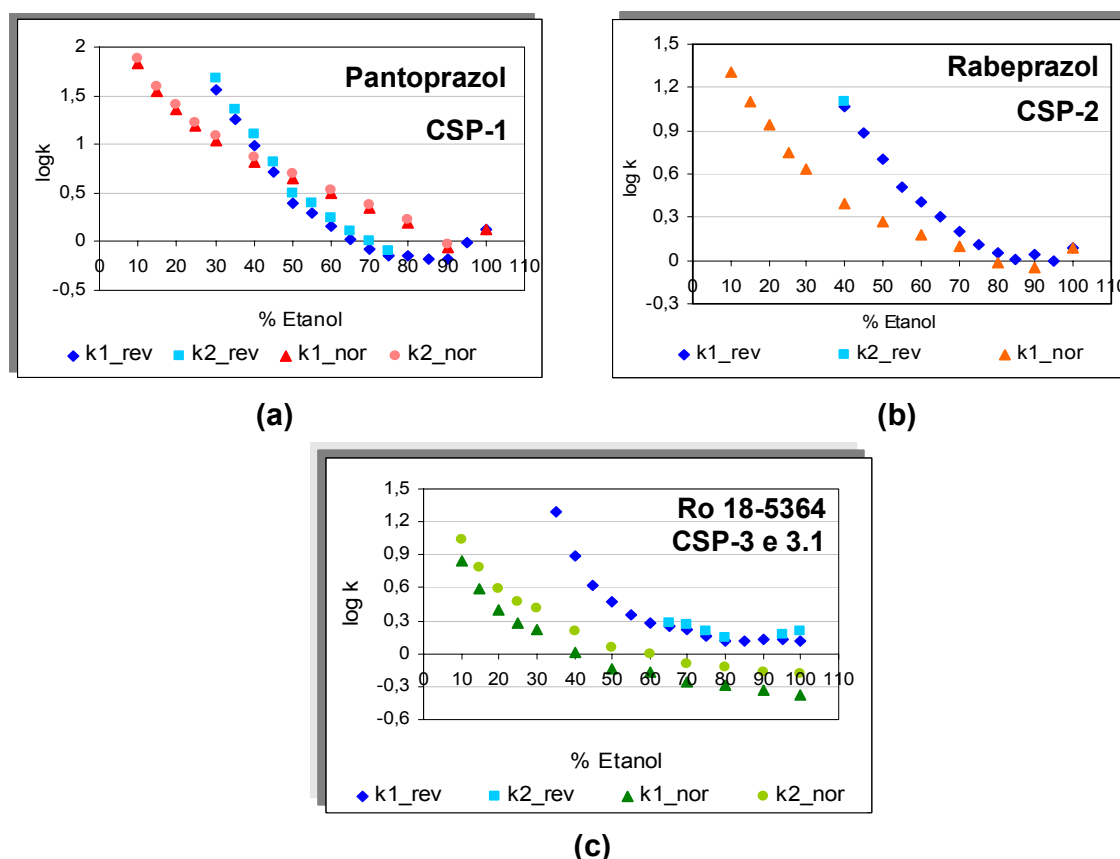 Pantoprazol
CSP-1
2
1,5
1
0,5
0
-0,5
logk
0 10 20 30 40 50 60 70 80 90 100 110
% Etanol
k1_rev k2_rev k1_nor k2_nor
(a)
Rabeprazol
CSP-2
1,5
1,2
0,9
0,6
0,3
0
-0,3
log k
0 10 20 30 40 50 60 70 80 90 100 110
% Etanol
k1_rev k2_rev k1_nor
(b)
Ro 18-5364
CSP-3 e 3.1
1,5
1,2
0,9
0,6
0,3
0
-0,3
-0,6
log k
0 10 20 30 40 50 60 70 80 90 100 110
% Etanol
k1_rev k2_rev k1_nor k2_nor
(c)